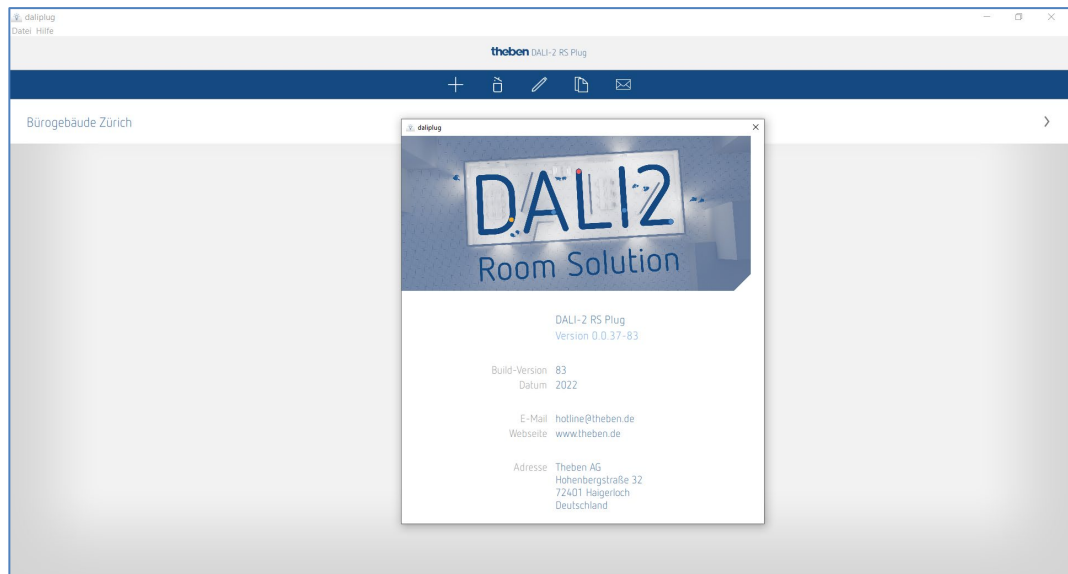 daliplug
Datei Hilfe
theben DALI-2 RS Plug
Bürogebäude Zürich
daliplug
DALI2
Room Solution
DALI-2 RS Plug
Version 0.0.37-83
Build-Version 83
Datum 2022
E-Mail hotline@theben.de
Webseite www.theben.de
Adresse Theben AG
Hohenbergstraße 32
72401 Haigerloch
Deutschland